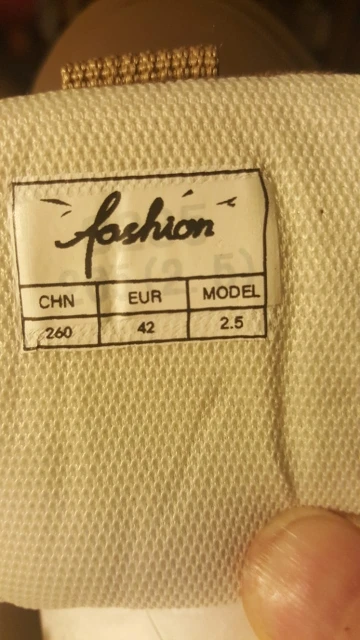 fashion
CHN EUR MODEL
260 42 2.5